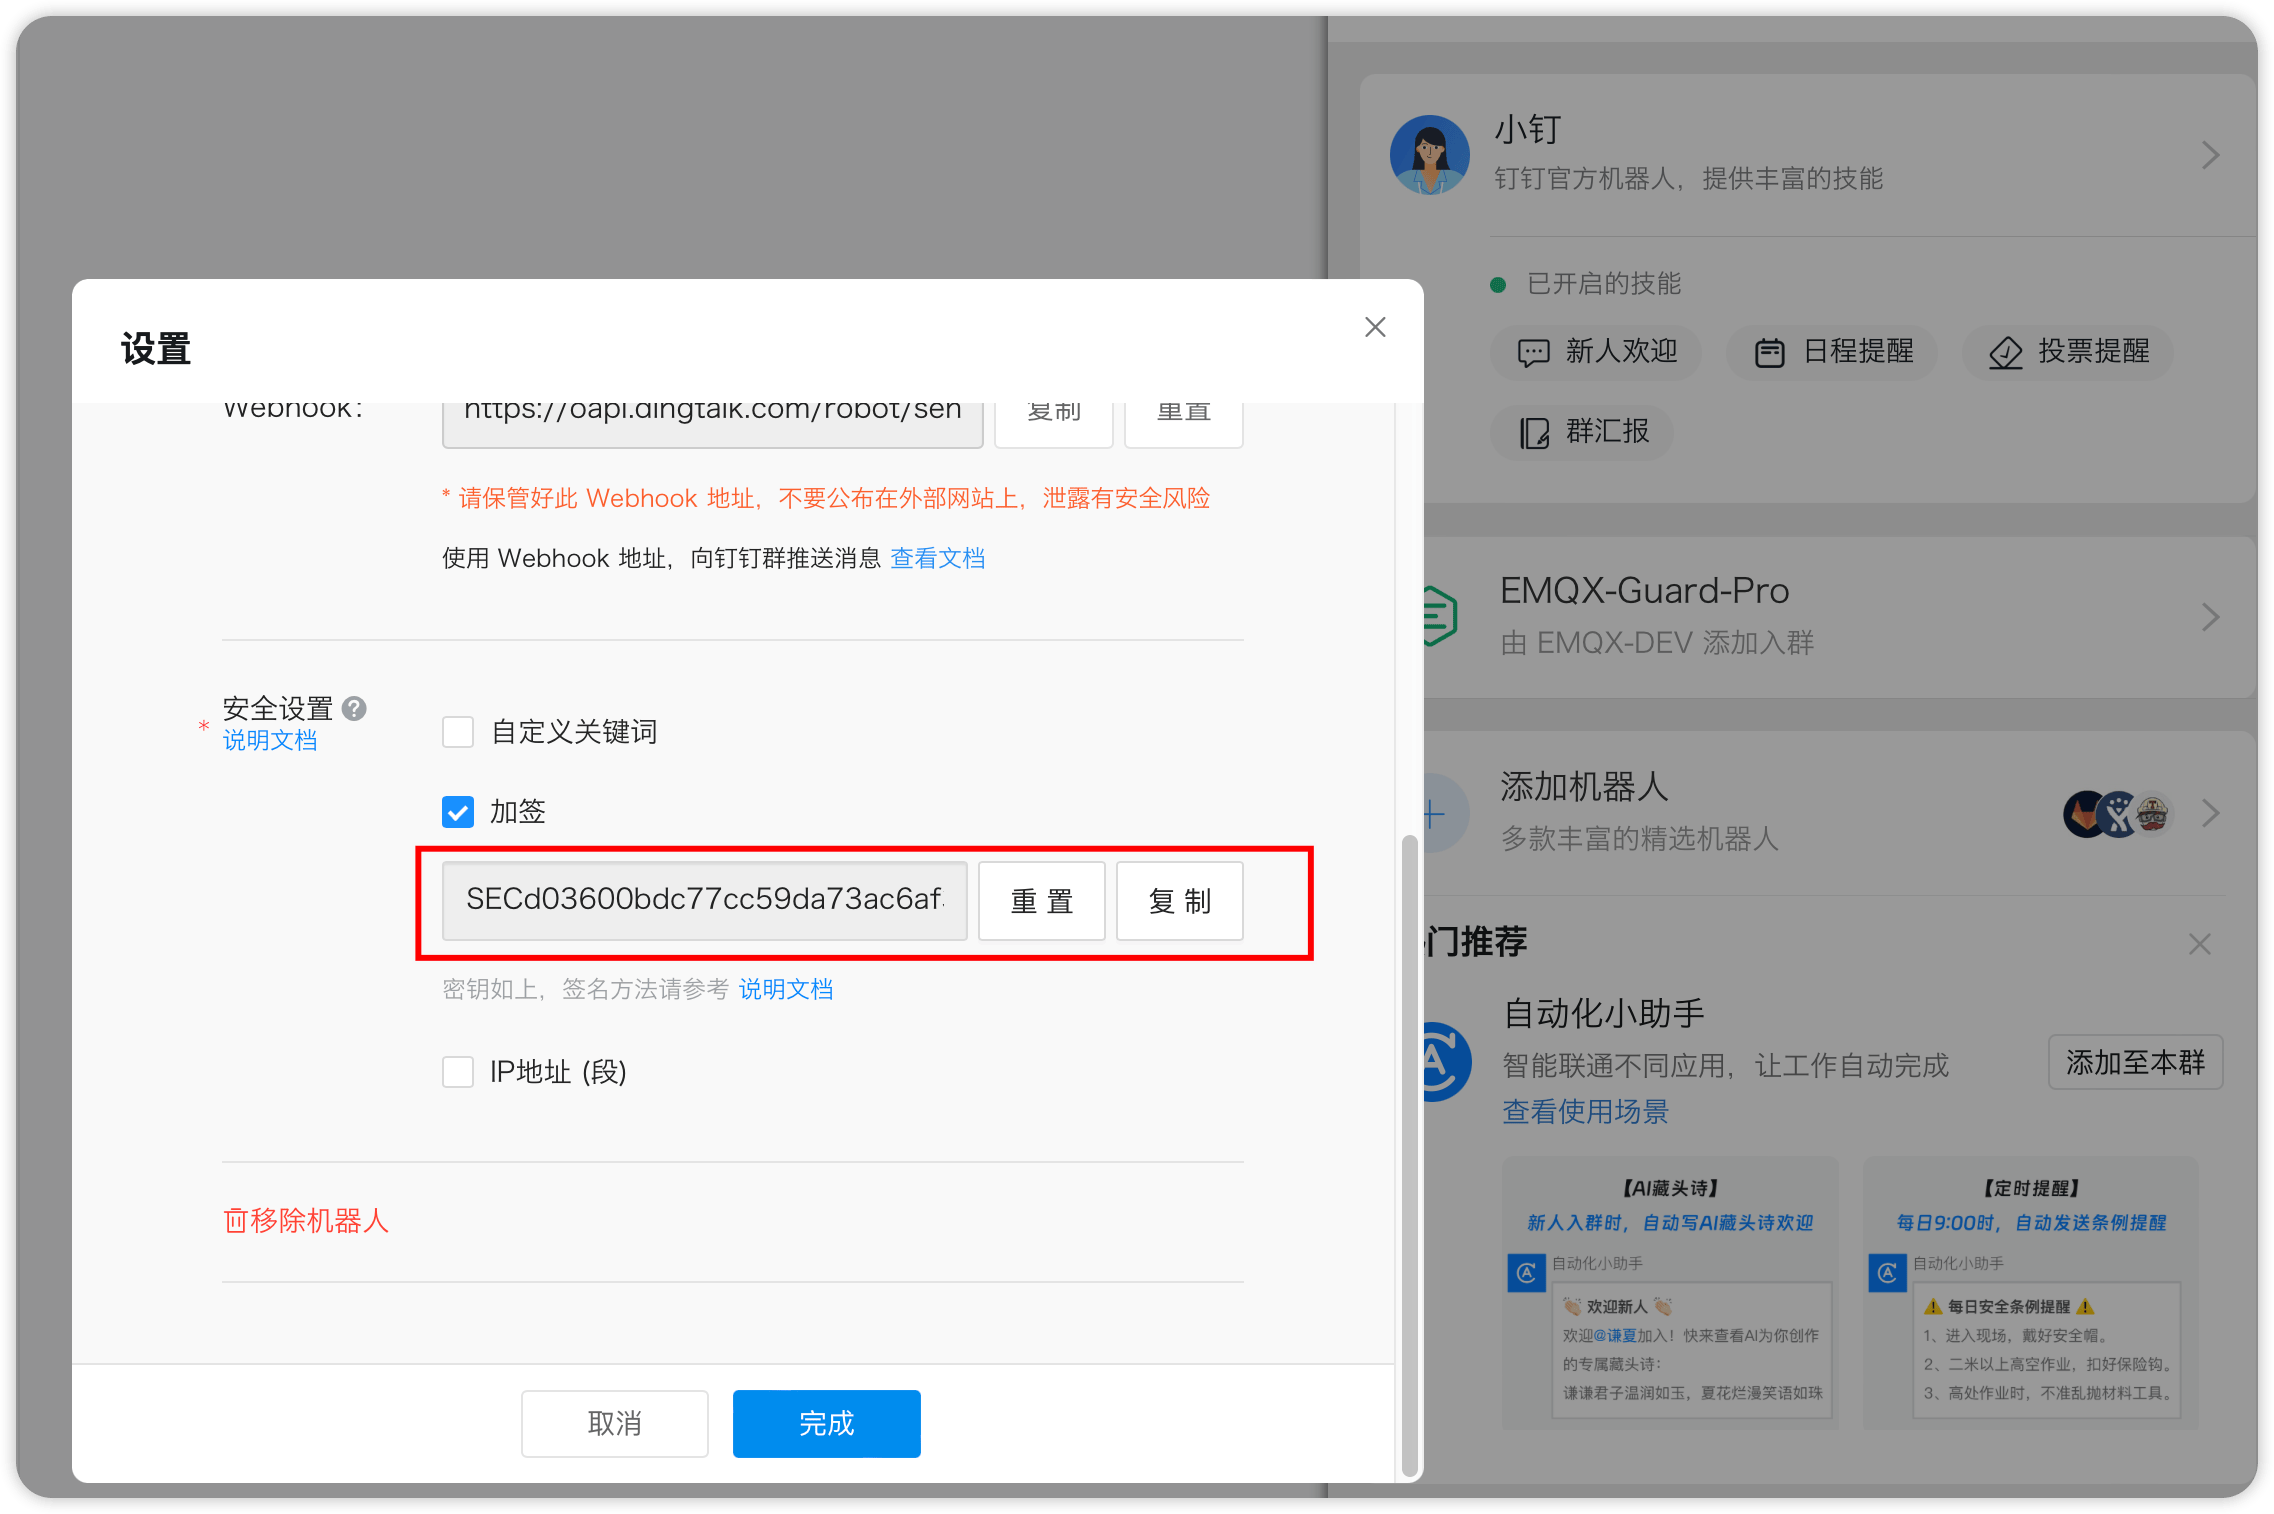 设置
Webhook:
https://oapi.dingtalk.com/robot/sen
复制
重置
* 请保管好此 Webhook 地址，不要公布在外部网站上，泄露有安全风险
使用 Webhook 地址，向钉钉群推送消息 查看文档
* 安全设置 ?
说明文档
自定义关键词
加签
SECd03600bdc77cc59da73ac6af
重 置
复 制
密钥如上，签名方法请参考 说明文档
IP地址 (段)
移除机器人
取消
完成
小钉
钉钉官方机器人，提供丰富的技能
已开启的技能
新人欢迎
日程提醒
投票提醒
群汇报
EMQX-Guard-Pro
由 EMQX-DEV 添加入群
添加机器人
多款丰富的精选机器人
门推荐
自动化小助手
智能联通不同应用，让工作自动完成
查看使用场景
添加至本群
【AI藏头诗】
新人入群时，自动写AI藏头诗欢迎
自动化小助手
欢迎新人
欢迎@谦夏加入！快来查看AI为你创作
的专属藏头诗：
谦谦君子温润如玉，夏花烂漫笑语如珠
【定时提醒】
每日9:00时，自动发送条例提醒
自动化小助手
每日安全条例提醒
1、进入现场，戴好安全帽。
2、二米以上高空作业，扣好保险钩。
3、高处作业时，不准乱抛材料工具。